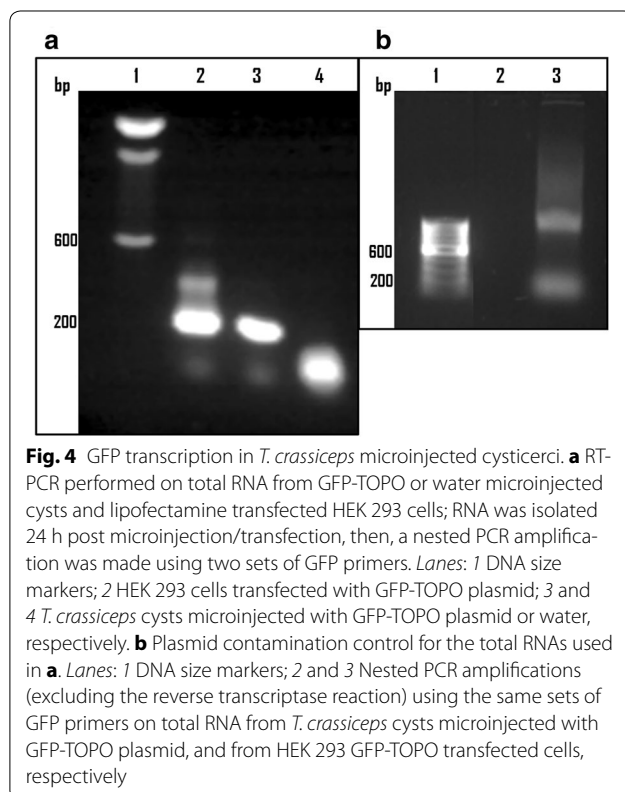 a
b
bp 1 2 3 4
bp 1 2 3
600
200
600
200
Fig. 4 GFP transcription in T. crassiceps microinjected cysticerci. a RT-
PCR performed on total RNA from GFP-TOPO or water microinjected
cysts and lipofectamine transfected HEK 293 cells; RNA was isolated
24 h post microinjection/transfection, then, a nested PCR amplifica-
tion was made using two sets of GFP primers. Lanes: 1 DNA size
markers; 2 HEK 293 cells transfected with GFP-TOPO plasmid; 3 and
4 T. crassiceps cysts microinjected with GFP-TOPO plasmid or water,
respectively. b Plasmid contamination control for the total RNAs used
in a. Lanes: 1 DNA size markers; 2 and 3 Nested PCR amplifications
(excluding the reverse transcriptase reaction) using the same sets of
GFP primers on total RNA from T. crassiceps cysts microinjected with
GFP-TOPO plasmid, and from HEK 293 GFP-TOPO transfected cells,
respectively